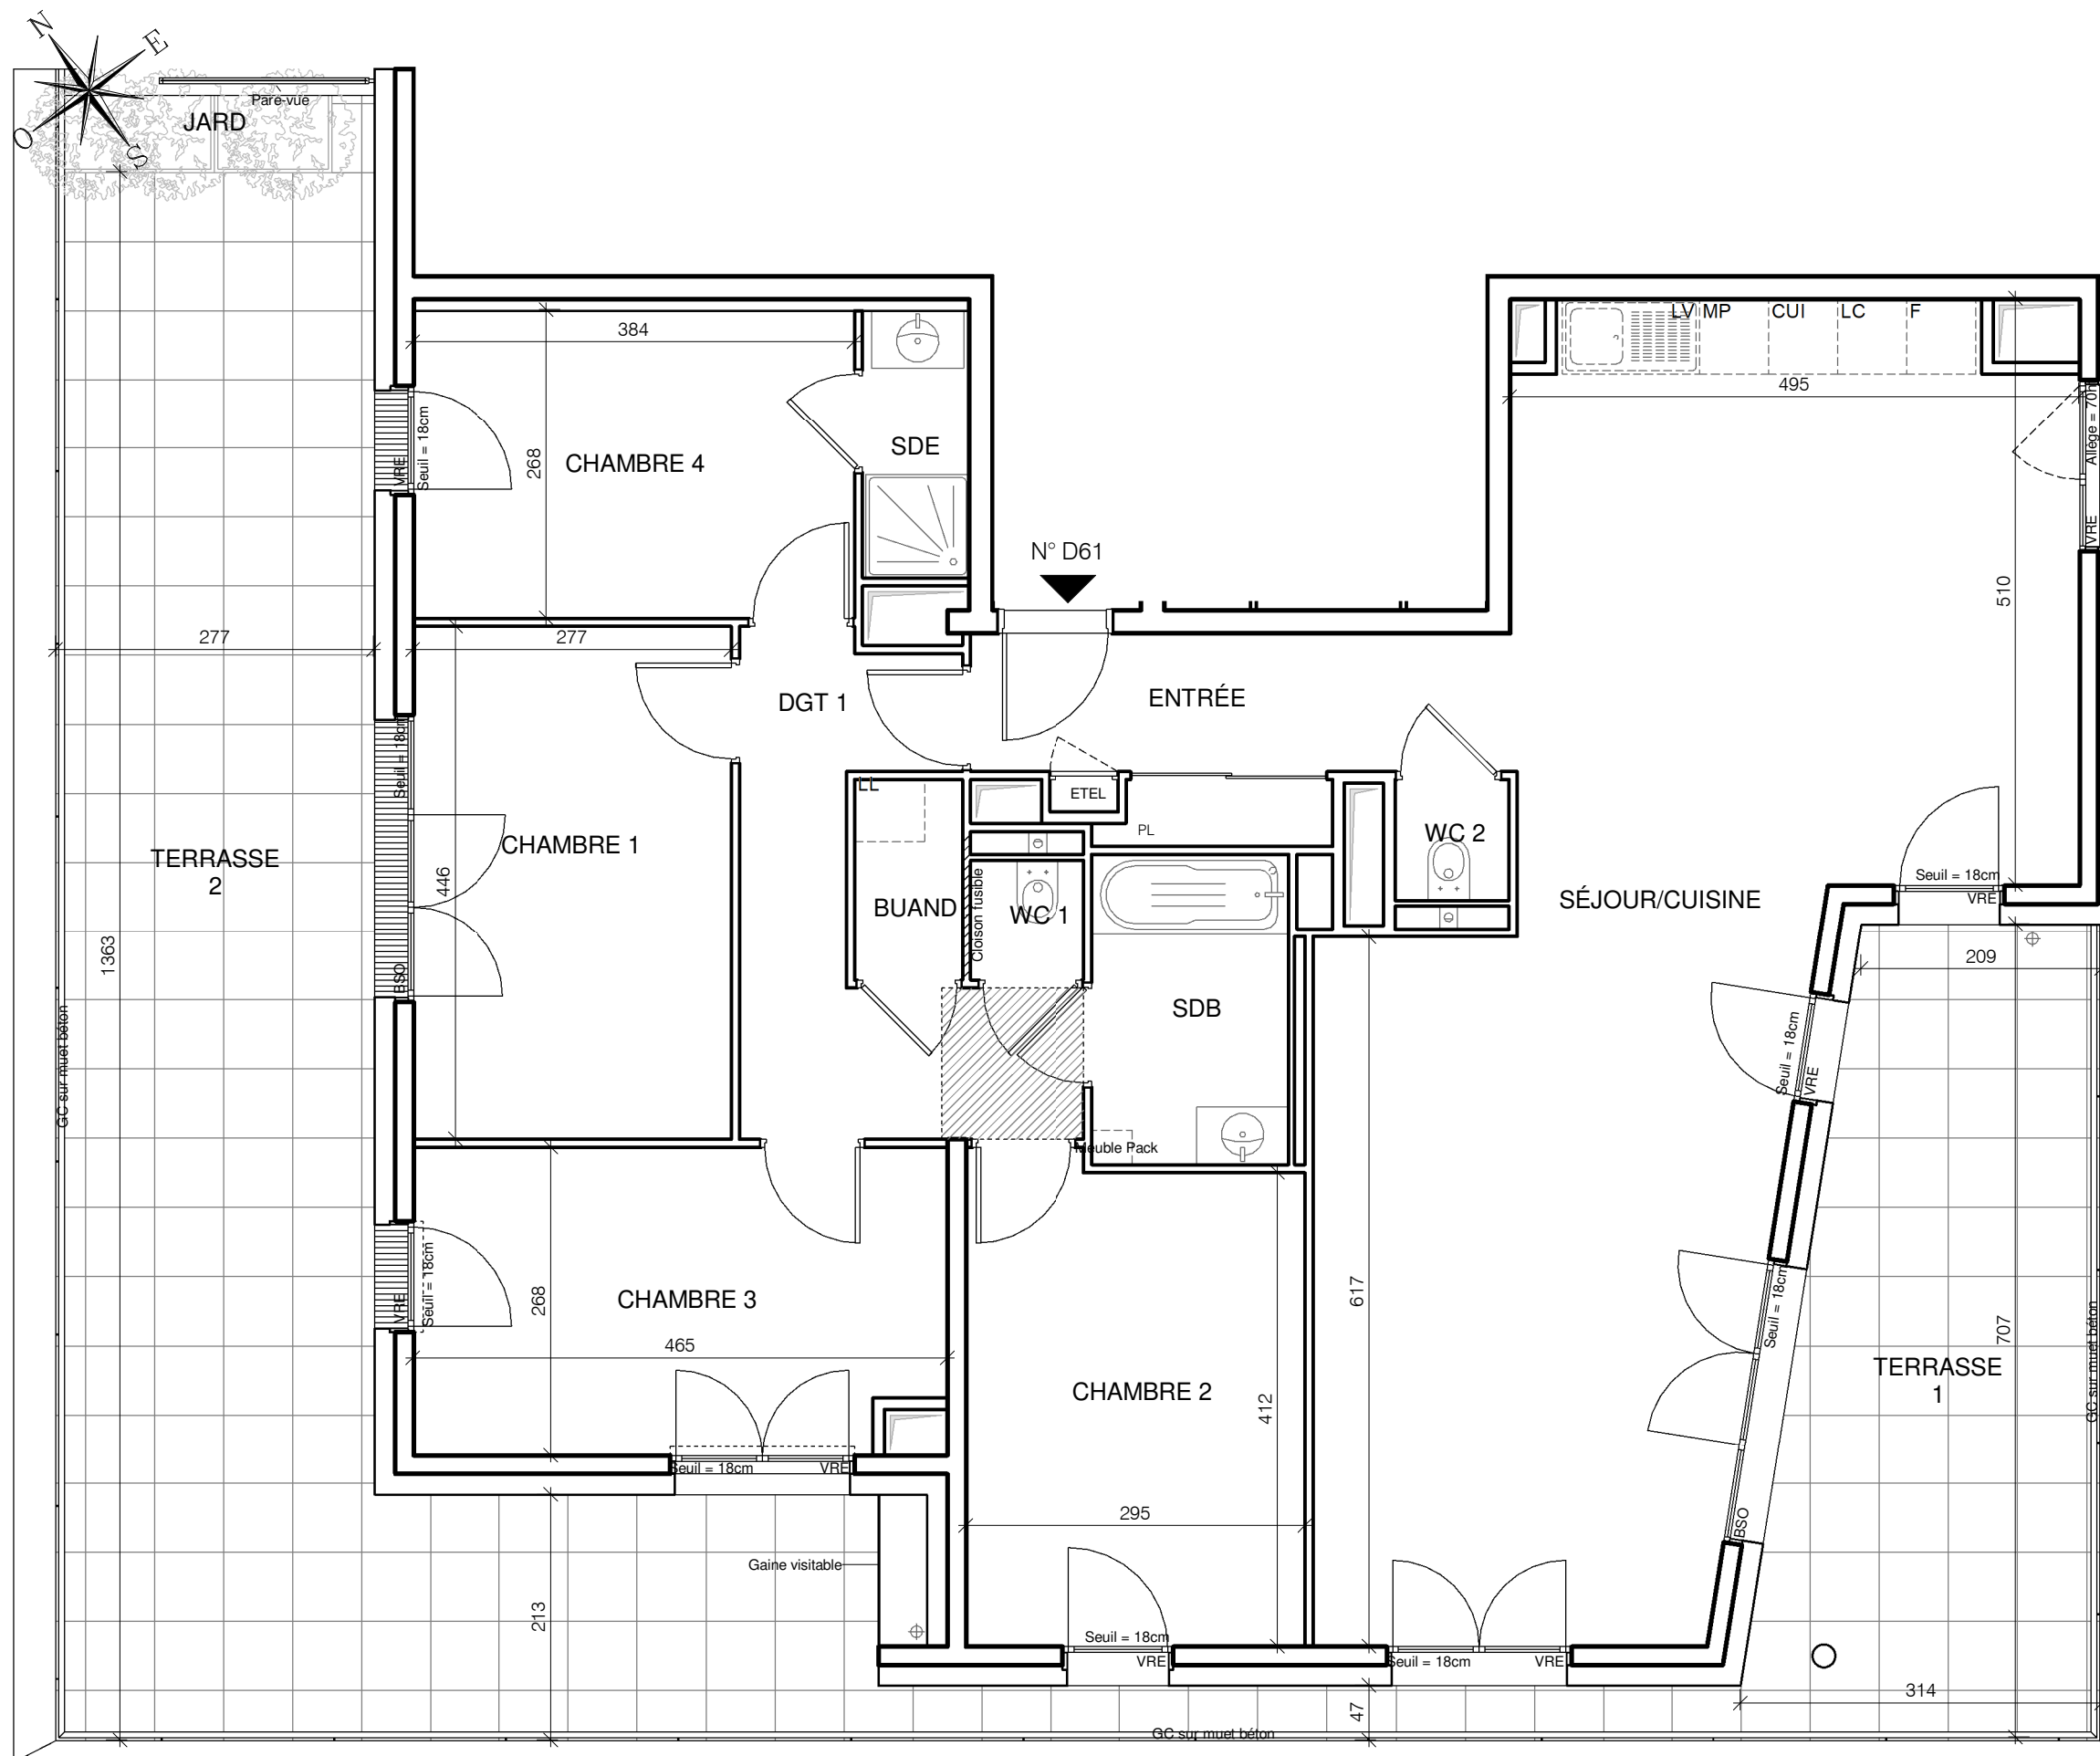 N
E
O
S
Pare-vue
JARD
384
268
CHAMBRE 4
SDE
VRE
Seuil = 18cm
N° D61
LV MP CUI LC F
495
510
Allège = 70h
VRE
277
277
DGT 1
ENTRÉE
Seuil = 18cm
LL
ETEL
PL
WC 2
CHAMBRE 1
446
TERRASSE
2
1363
BUAND
Cloison fusible
WC 1
SÉJOUR/CUISINE
Seuil = 18cm
VRE
209
BSO
SDB
GC sur muet béton
Seuil = 18cm
VRE
Meuble Pack
VRE
Seuil = 18cm
268
CHAMBRE 3
465
617
Seuil = 18cm
707
TERRASSE
1
GC sur muet béton
CHAMBRE 2
412
Seuil = 18cm
VRE
295
BSO
Gaine visitable
213
Seuil = 18cm
VRE
Seuil = 18cm
VRE
314
47
GC sur muet béton